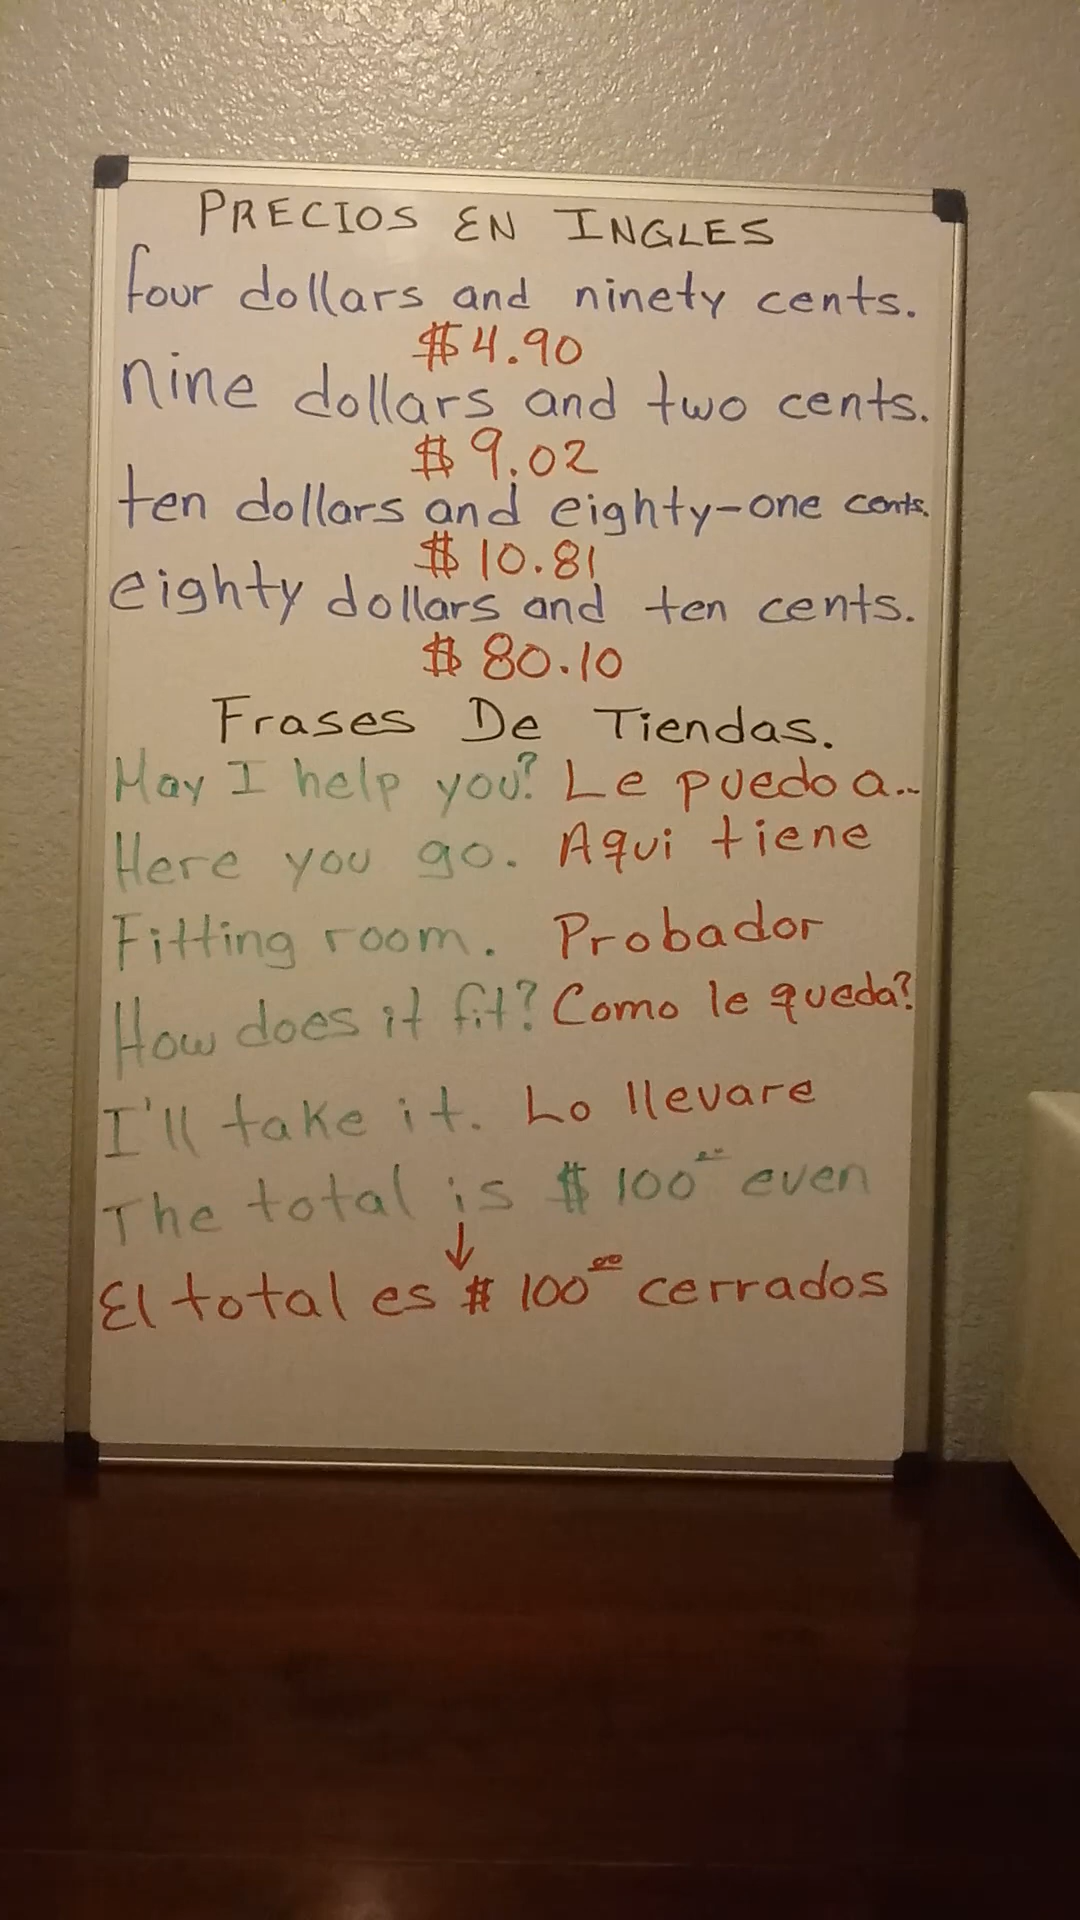 PRECIOS EN INGLES
four dollars and ninety cents.
$4.90
nine dollars and two cents.
$9.02
ten dollars and eighty-one cents.
$10.81
eighty dollars and ten cents.
$80.10
Frases De Tiendas.
May I help you? Le puedo a...
Here you go. Aqui tiene
Fitting room. Probador
How does it fit? Como le queda?
I'll take it. Lo llevare
The total is $100 even
↓
El total es $100 00 cerrados